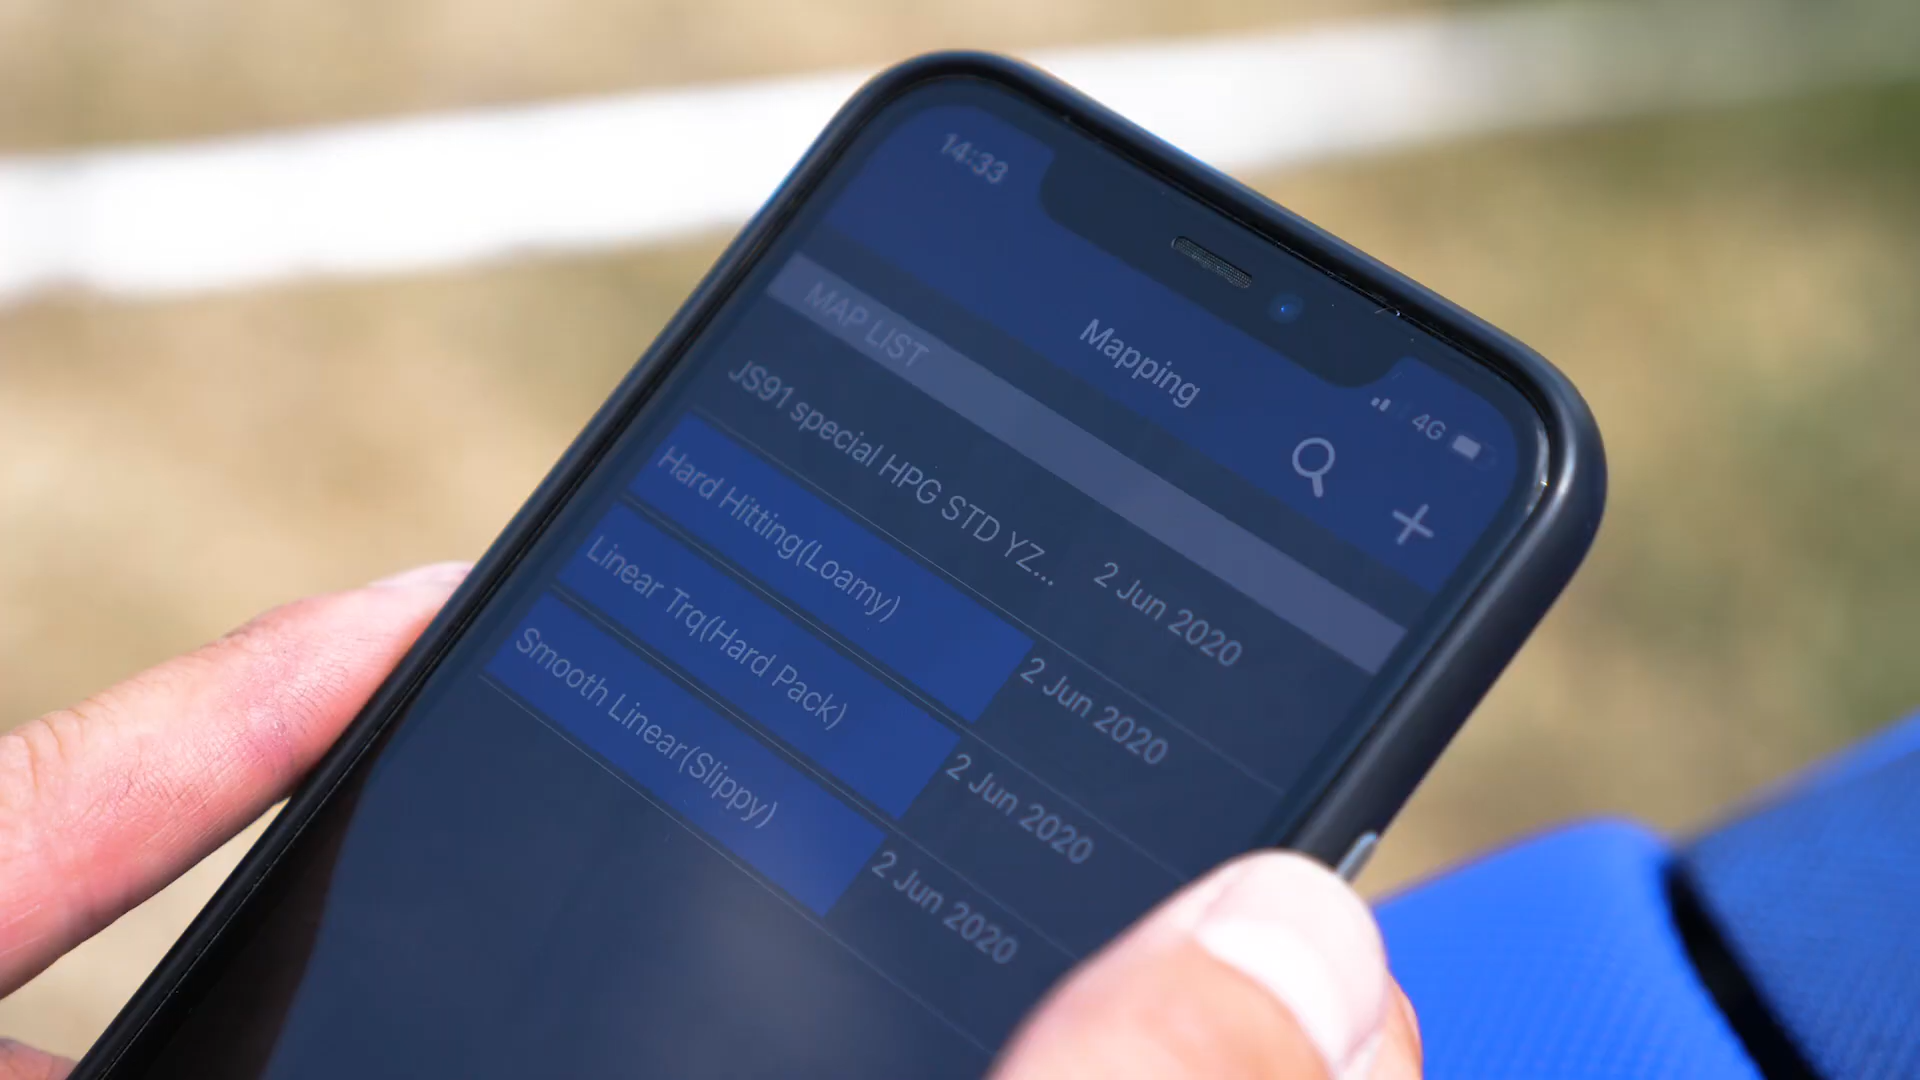 14:33
4G
Mapping
MAP LIST
JS91 special HPG STD YZ... 2 Jun 2020
Hard Hitting(Loamy) 2 Jun 2020
Linear Trq(Hard Pack) 2 Jun 2020
Smooth Linear(Slippy) 2 Jun 2020